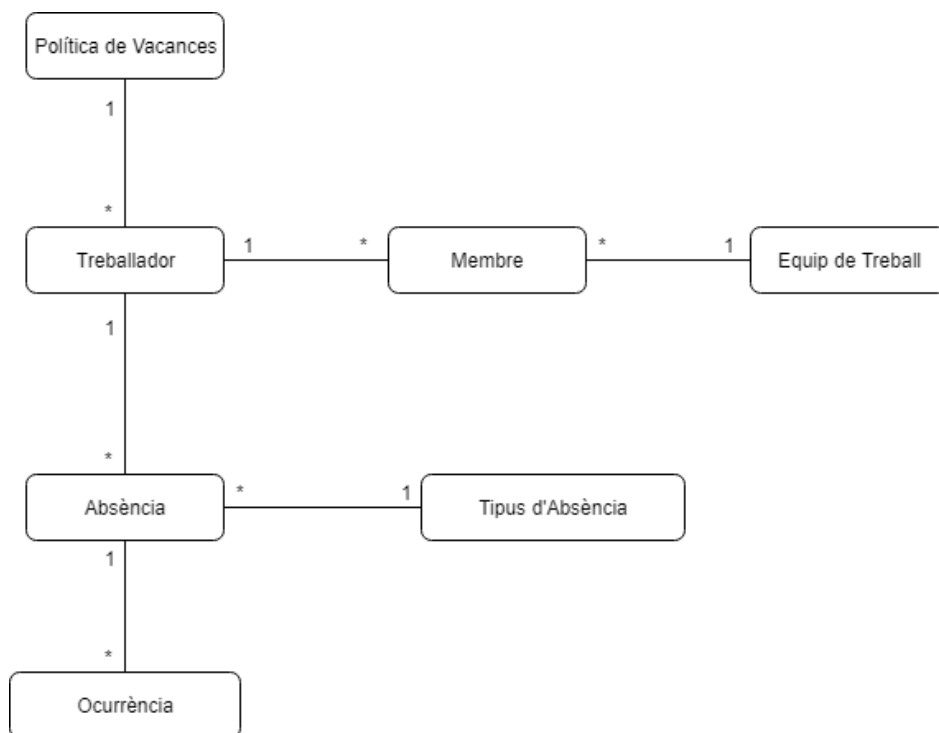 Política de Vacances
1
*
Treballador
1
*
Membre
*
1
Equip de Treball
1
*
Absència
*
1
Tipus d'Absència
1
*
Ocurrència